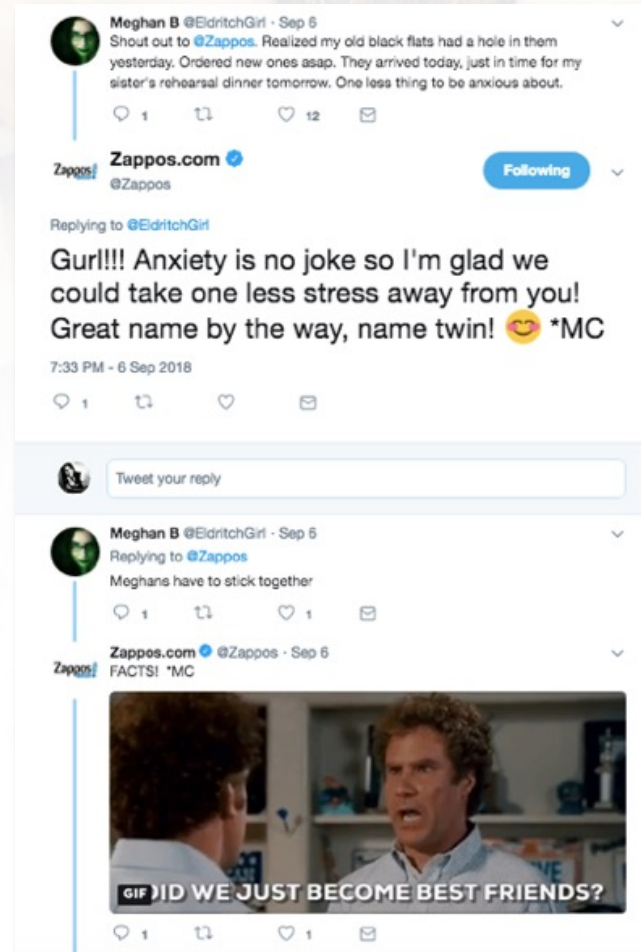 Meghan B @EldritchGirl · Sep 6
Shout out to @Zappos. Realized my old black flats had a hole in them
yesterday. Ordered new ones asap. They arrived today, just in time for my
sister's rehearsal dinner tomorrow. One less thing to be anxious about.
1 12
Zappos!
Zappos.com
@Zappos
Following
Replying to @EldritchGirl
Gurl!!! Anxiety is no joke so I'm glad we
could take one less stress away from you!
Great name by the way, name twin! 😊 *MC
7:33 PM - 6 Sep 2018
1
Tweet your reply
Meghan B @EldritchGirl · Sep 6
Replying to @Zappos
Meghans have to stick together
1 1
Zappos!
Zappos.com @Zappos · Sep 6
FACTS! *MC
GIF DID WE JUST BECOME BEST FRIENDS?
1 1